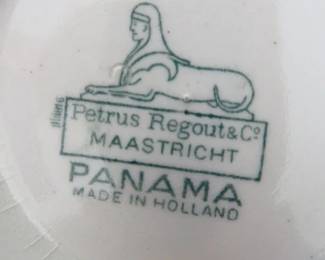 Petrus Regout & Co
MAASTRICHT
PANAMA
MADE IN HOLLAND